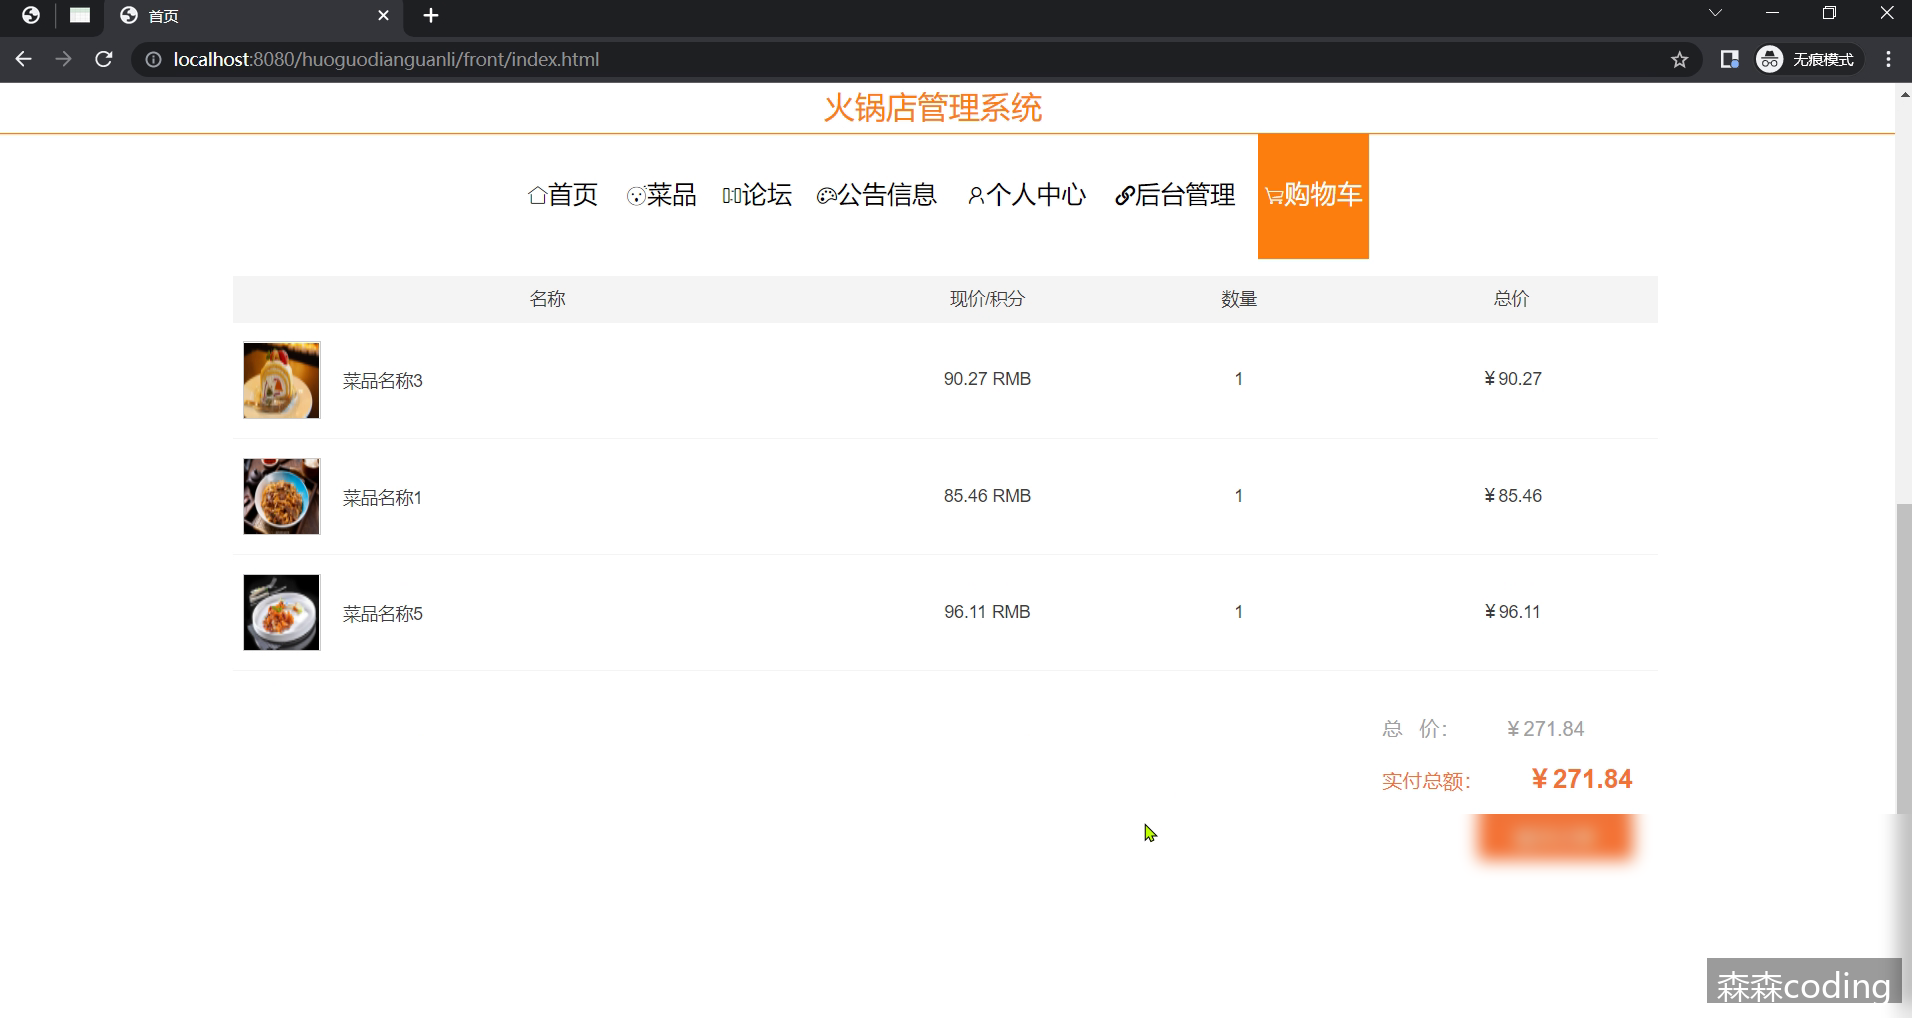 首页
localhost:8080/huoguodianguanli/front/index.html
无痕模式
火锅店管理系统
首页 菜品 论坛 公告信息 个人中心 后台管理 购物车
名称 现价/积分 数量 总价
菜品名称3 90.27 RMB 1 ¥ 90.27
菜品名称1 85.46 RMB 1 ¥ 85.46
菜品名称5 96.11 RMB 1 ¥ 96.11
总 价： ¥ 271.84
实付总额： ¥ 271.84
森森coding